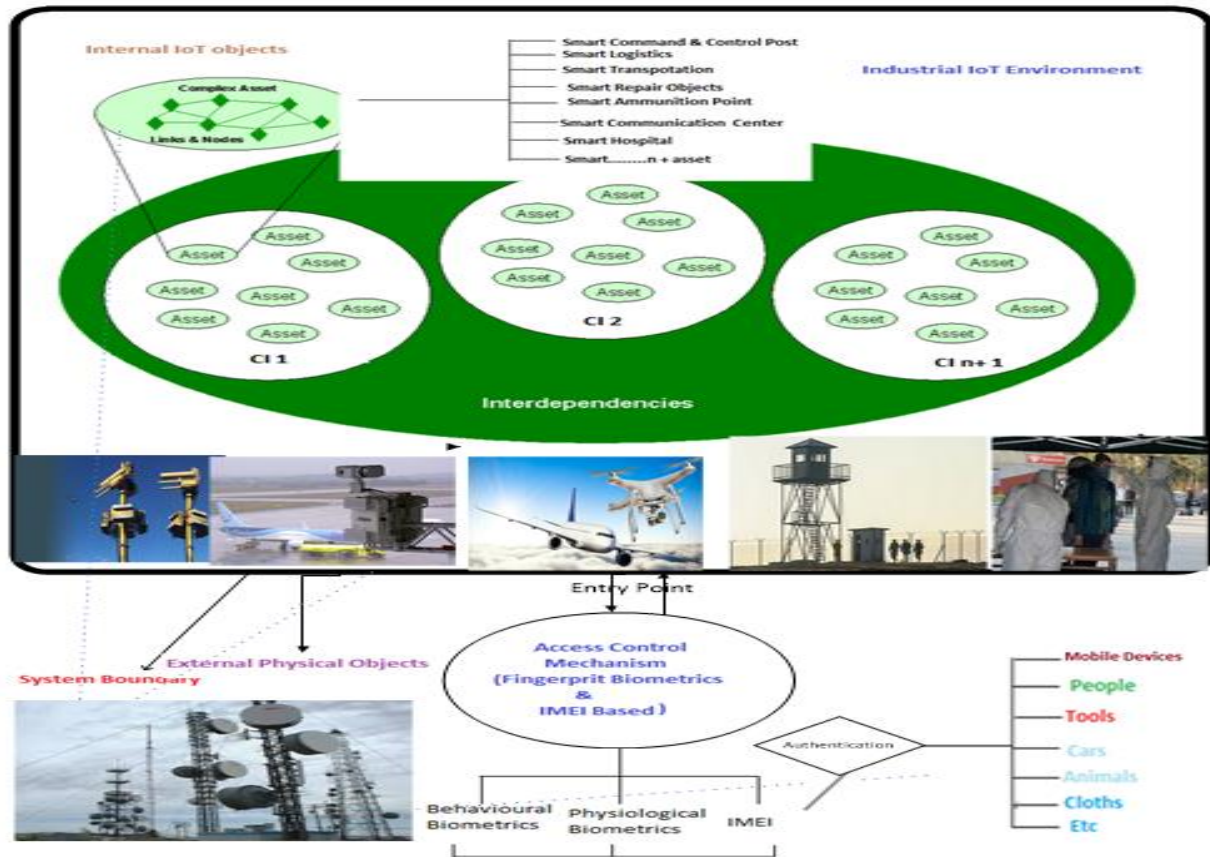 Internal IoT objects
Complex Asset
Links & Nodes
Smart Command & Control Post
Smart Logistics
Smart Transpotation
Smart Repair Objects
Smart Ammunition Point
Smart Communication Center
Smart Hospital
Smart........n + asset
Industrial IoT Environment
Asset
Asset
Asset
Asset
Asset
Asset
Asset
Asset
CI 1
Asset
Asset
Asset
Asset
Asset
Asset
Asset
Asset
CI 2
Asset
Asset
Asset
Asset
Asset
Asset
Asset
Asset
CI n+1
Interdependencies
Entry Point
External Physical Objects
System Boundary
Access Control
Mechanism
(Fingerprit Biometrics
&
IMEI Based )
Behavioural
Biometrics
Physiological
Biometrics
IMEI
Authentication
Mobile Devices
People
Tools
Cars
Animals
Cloths
Etc